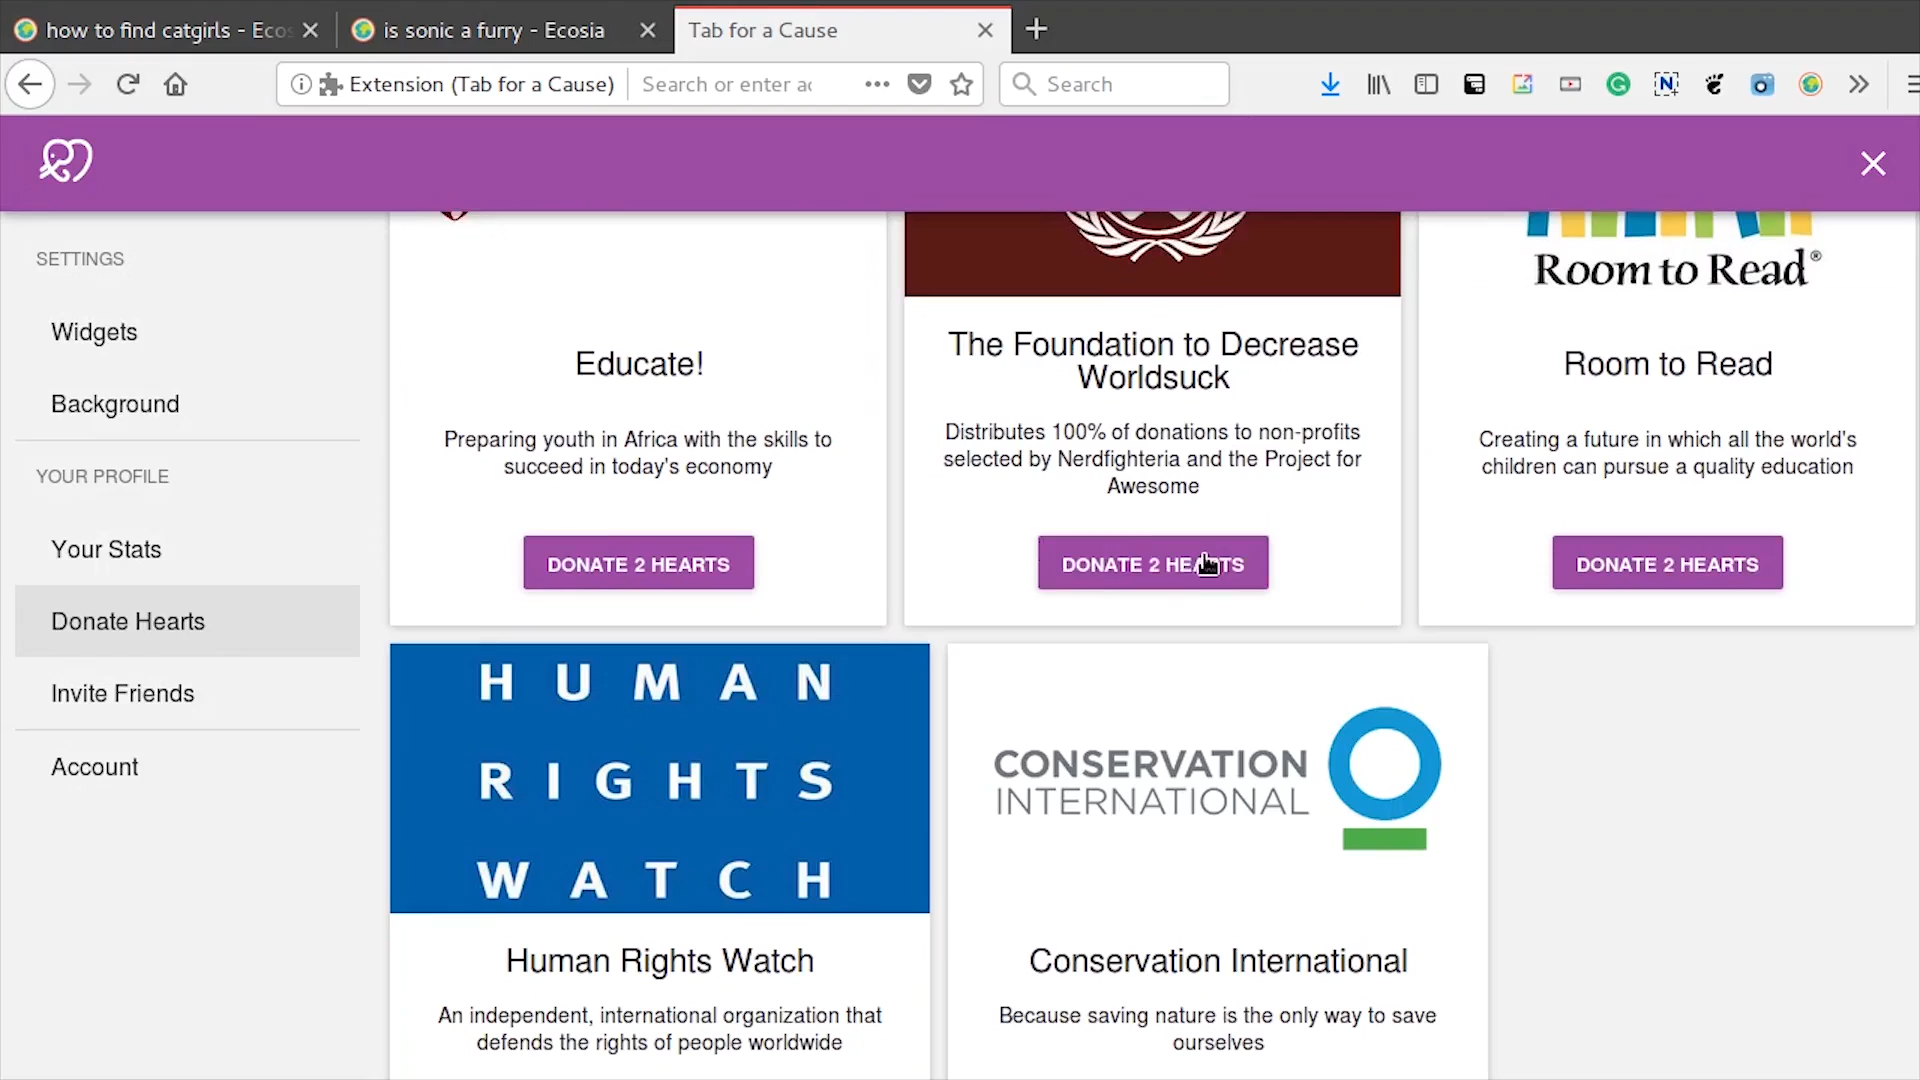 how to find catgirls - Ecos
is sonic a furry - Ecosia
Tab for a Cause
Extension (Tab for a Cause)
Search or enter ac
Search
SETTINGS
Widgets
Background
YOUR PROFILE
Your Stats
Donate Hearts
Invite Friends
Account
Educate!
Preparing youth in Africa with the skills to
succeed in today's economy
DONATE 2 HEARTS
The Foundation to Decrease
Worldsuck
Distributes 100% of donations to non-profits
selected by Nerdfighteria and the Project for
Awesome
DONATE 2 HEARTS
Room to Read®
Room to Read
Creating a future in which all the world's
children can pursue a quality education
DONATE 2 HEARTS
HUMAN
RIGHTS
WATCH
Human Rights Watch
An independent, international organization that
defends the rights of people worldwide
CONSERVATION
INTERNATIONAL
Conservation International
Because saving nature is the only way to save
ourselves